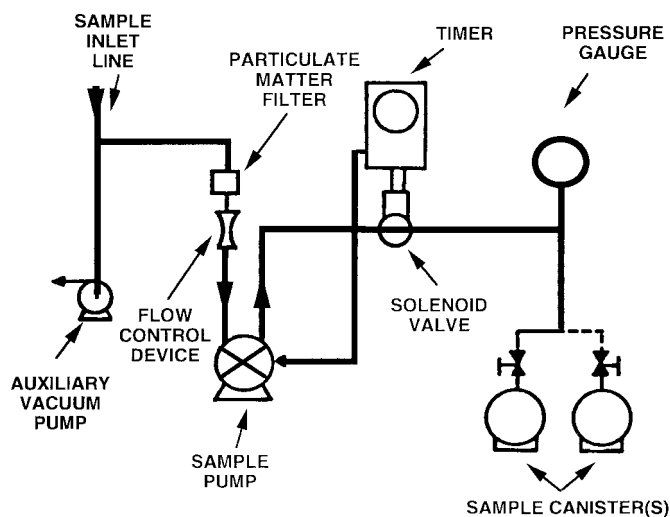 SAMPLE
INLET
LINE
PARTICULATE
MATTER
FILTER
TIMER
PRESSURE
GAUGE
FLOW
CONTROL
DEVICE
SOLENOID
VALVE
AUXILIARY
VACUUM
PUMP
SAMPLE
PUMP
SAMPLE CANISTER(S)